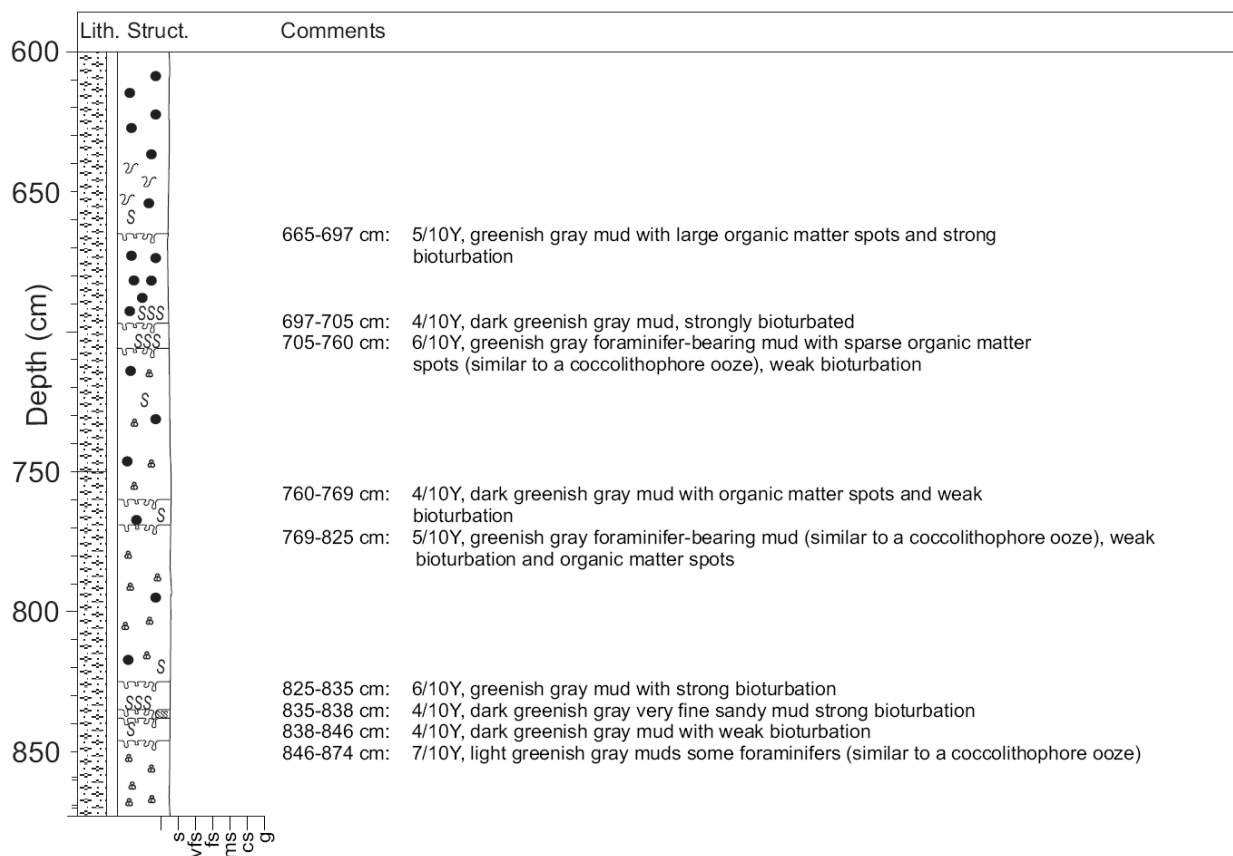 Lith. Struct. Comments
600
650
665-697 cm: 5/10Y, greenish gray mud with large organic matter spots and strong
bioturbation
697-705 cm: 4/10Y, dark greenish gray mud, strongly bioturbated
705-760 cm: 6/10Y, greenish gray foraminifer-bearing mud with sparse organic matter
spots (similar to a coccolithophore ooze), weak bioturbation
Depth (cm)
750
760-769 cm: 4/10Y, dark greenish gray mud with organic matter spots and weak
bioturbation
769-825 cm: 5/10Y, greenish gray foraminifer-bearing mud (similar to a coccolithophore ooze), weak
bioturbation and organic matter spots
800
825-835 cm: 6/10Y, greenish gray mud with strong bioturbation
835-838 cm: 4/10Y, dark greenish gray very fine sandy mud strong bioturbation
838-846 cm: 4/10Y, dark greenish gray mud with weak bioturbation
850
846-874 cm: 7/10Y, light greenish gray muds some foraminifers (similar to a coccolithophore ooze)
s
vfs
fs
ms
cs
g